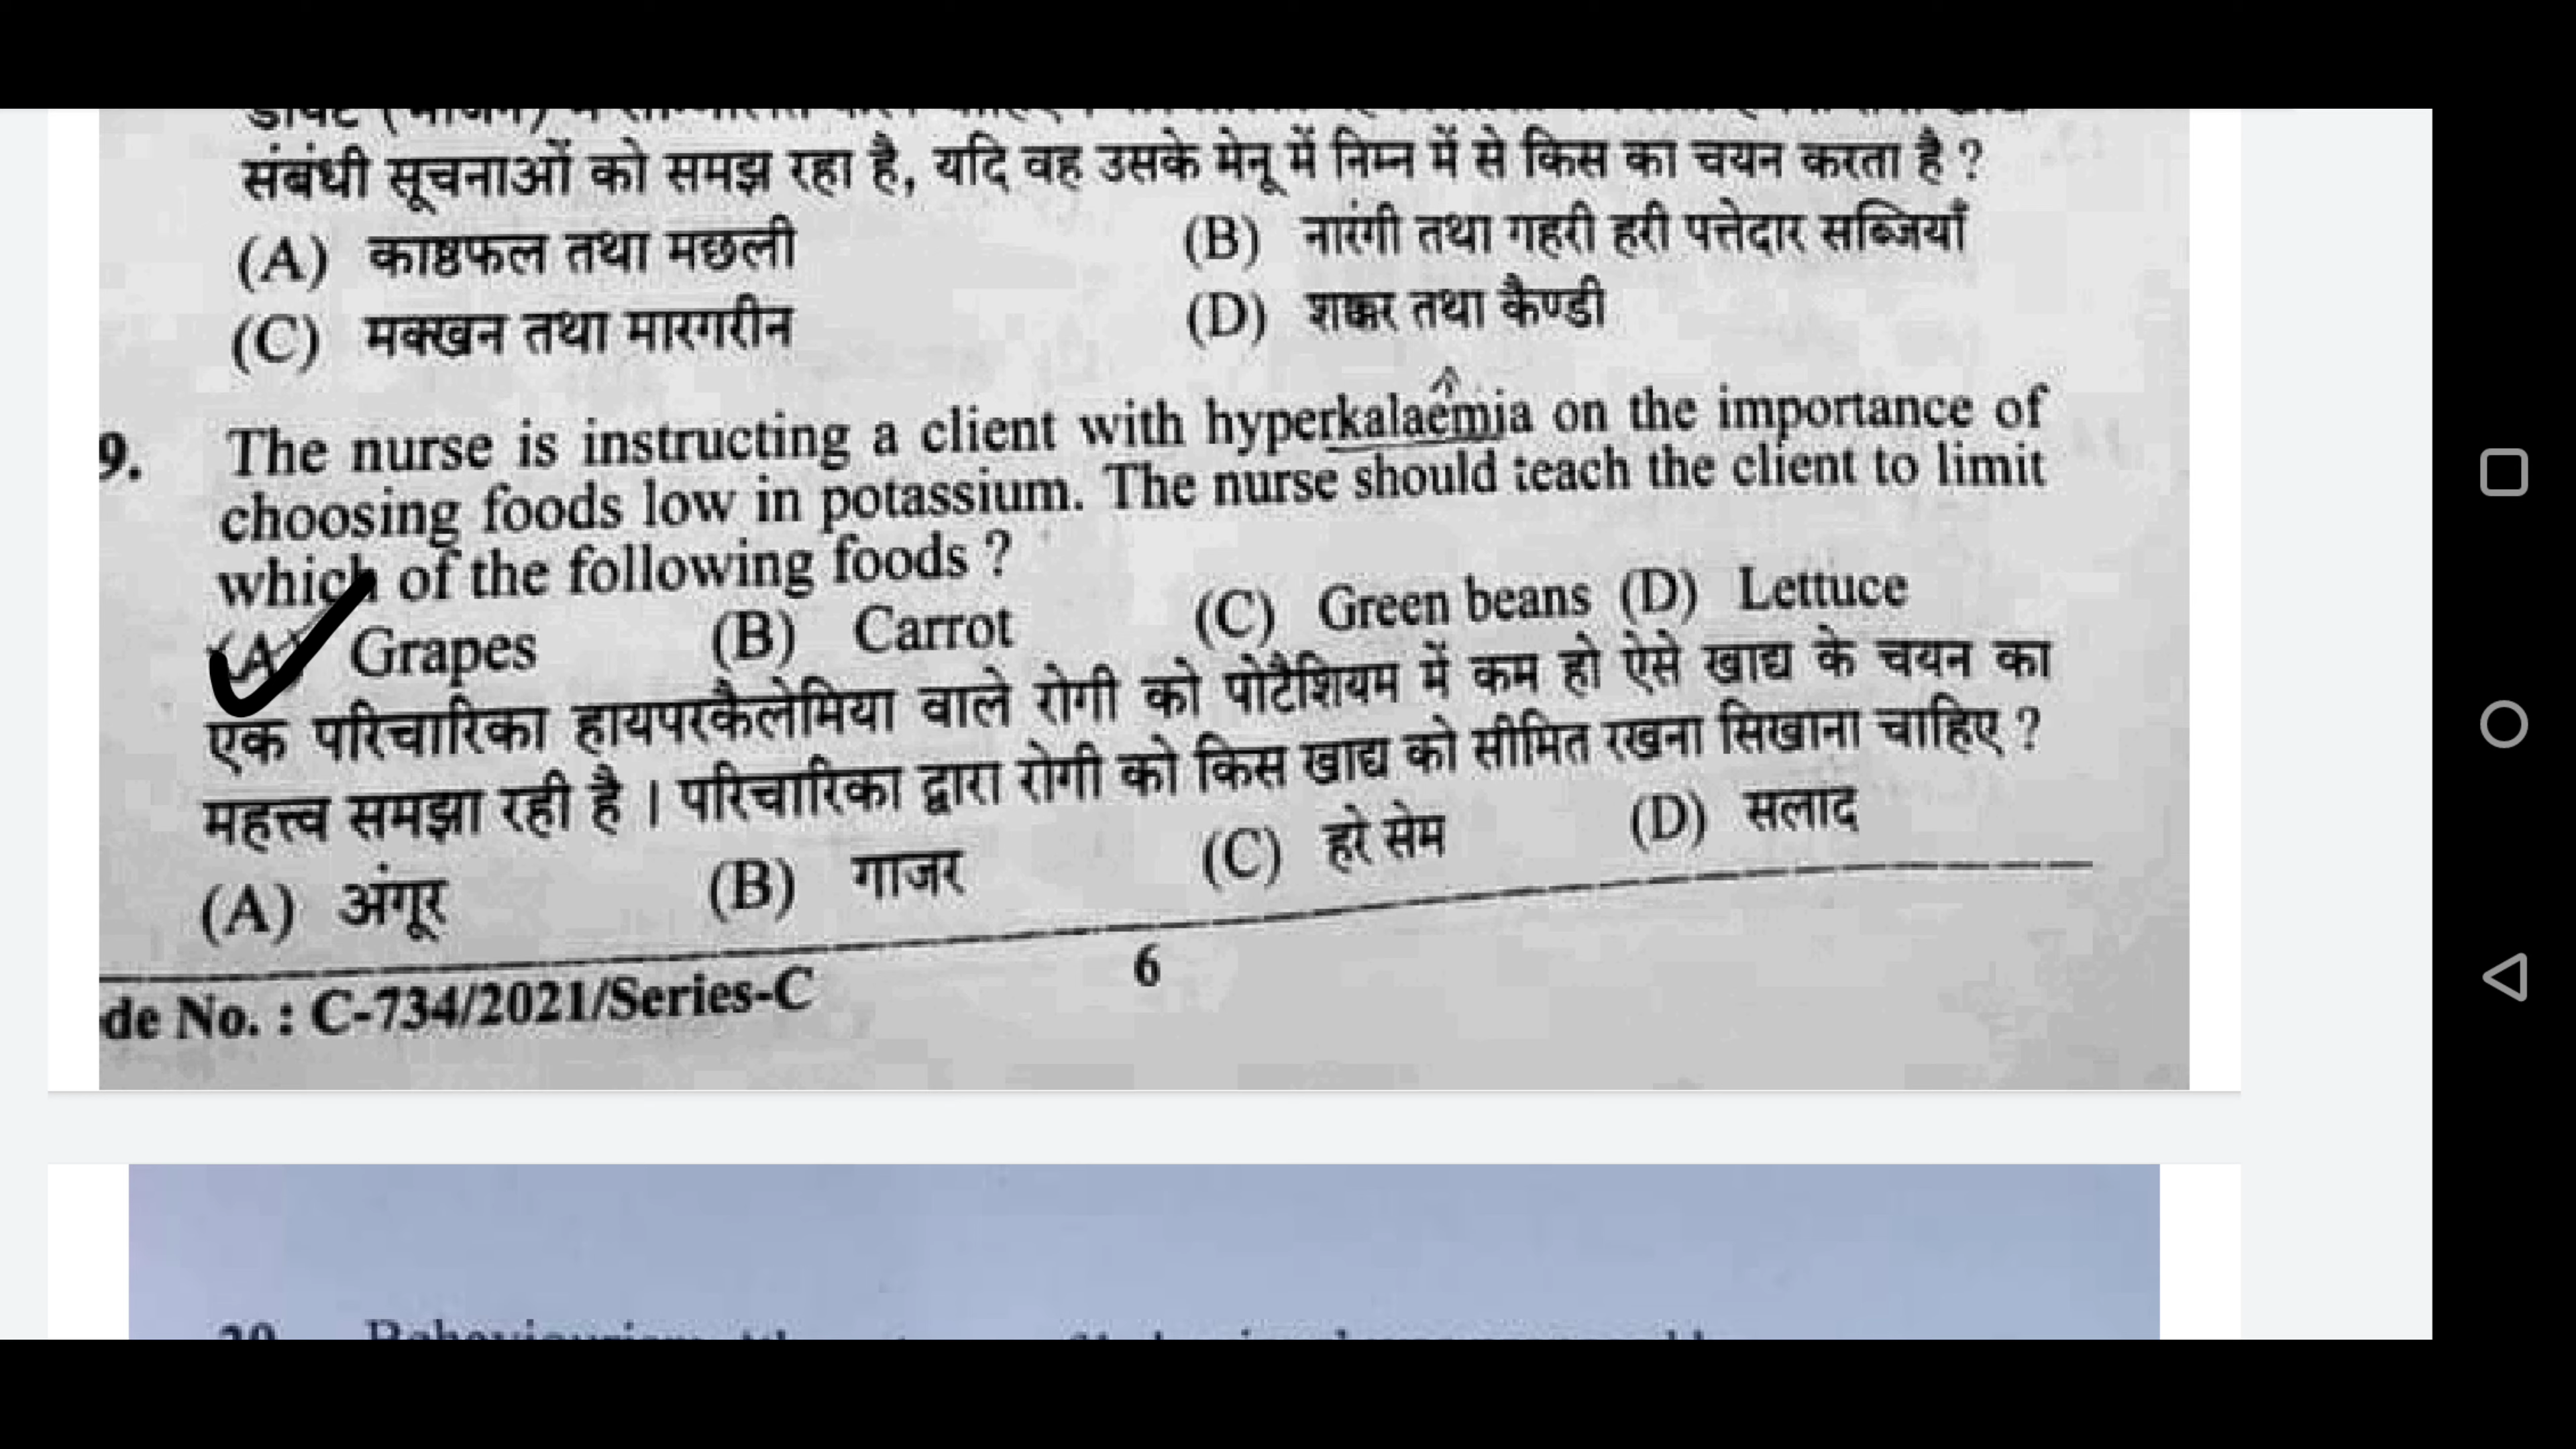 संबंधी सूचनाओं को समझ रहा है, यदि वह उसके मेनू में निम्न में से किस का चयन करता है ?
(A) काष्ठफल तथा मछली (B) नारंगी तथा गहरी हरी पत्तेदार सब्जियाँ
(C) मक्खन तथा मारगरीन (D) शक्कर तथा कैण्डी
9. The nurse is instructing a client with hyperkalaemia on the importance of
choosing foods low in potassium. The nurse should teach the client to limit
which of the following foods ?
(A) Grapes (B) Carrot (C) Green beans (D) Lettuce
एक परिचारिका हायपरकैलेमिया वाले रोगी को पोटैशियम में कम हो ऐसे खाद्य के चयन का
महत्त्व समझा रही है । परिचारिका द्वारा रोगी को किस खाद्य को सीमित रखना सिखाना चाहिए ?
(A) अंगूर (B) गाजर (C) हरे सेम (D) सलाद
de No. : C-734/2021/Series-C 6